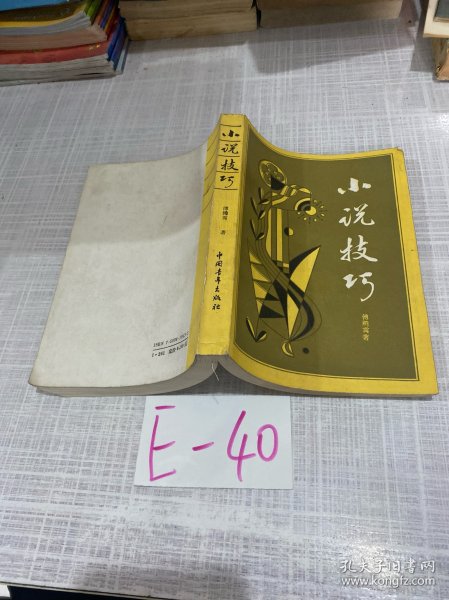 小说技巧
傅腾霄 著
中国青年出版社
小说技巧
傅腾霄著
E-40
孔夫子旧书网
www.kongfz.com